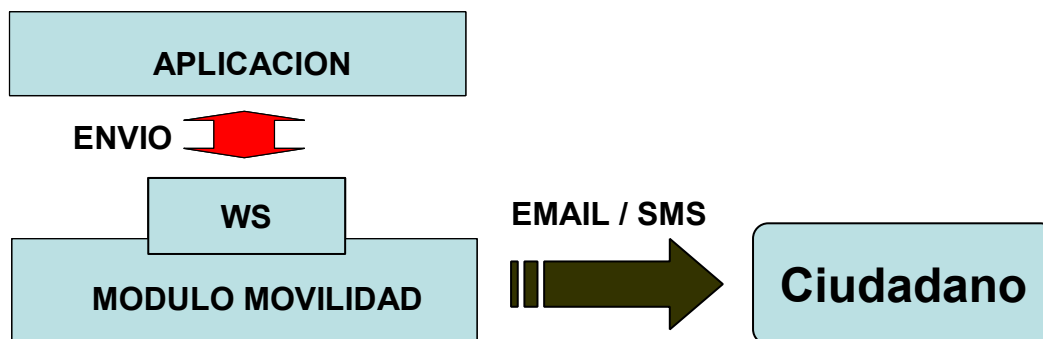 APLICACION
ENVIO
WS
EMAIL / SMS
MODULO MOVILIDAD
Ciudadano